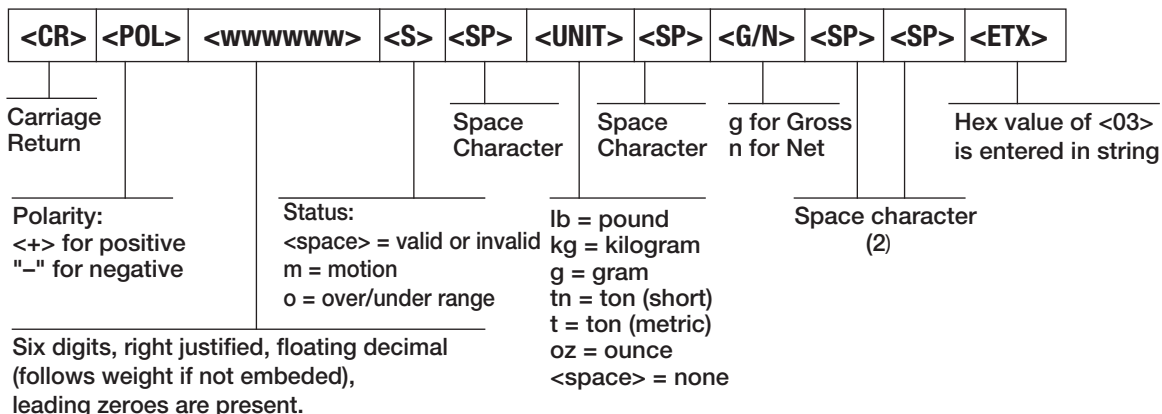 <CR> <POL> <wwwwww> <S> <SP> <UNIT> <SP> <G/N> <SP> <SP> <ETX>
Carriage
Return
Space
Character
Space
Character
g for Gross
n for Net
Hex value of <03>
is entered in string
Polarity:
<+> for positive
"–" for negative
Status:
<space> = valid or invalid
m = motion
o = over/under range
lb = pound
kg = kilogram
g = gram
tn = ton (short)
t = ton (metric)
oz = ounce
<space> = none
Space character
(2)
Six digits, right justified, floating decimal
(follows weight if not embeded),
leading zeroes are present.